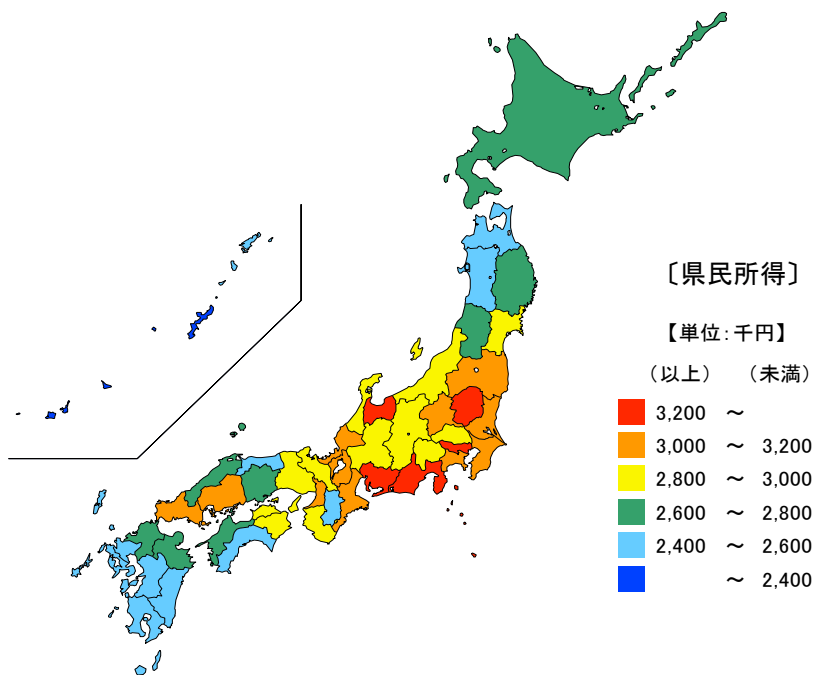 〔県民所得〕
【単位：千円】
（以上） （未満）
3,200 ～
3,000 ～ 3,200
2,800 ～ 3,000
2,600 ～ 2,800
2,400 ～ 2,600
～ 2,400